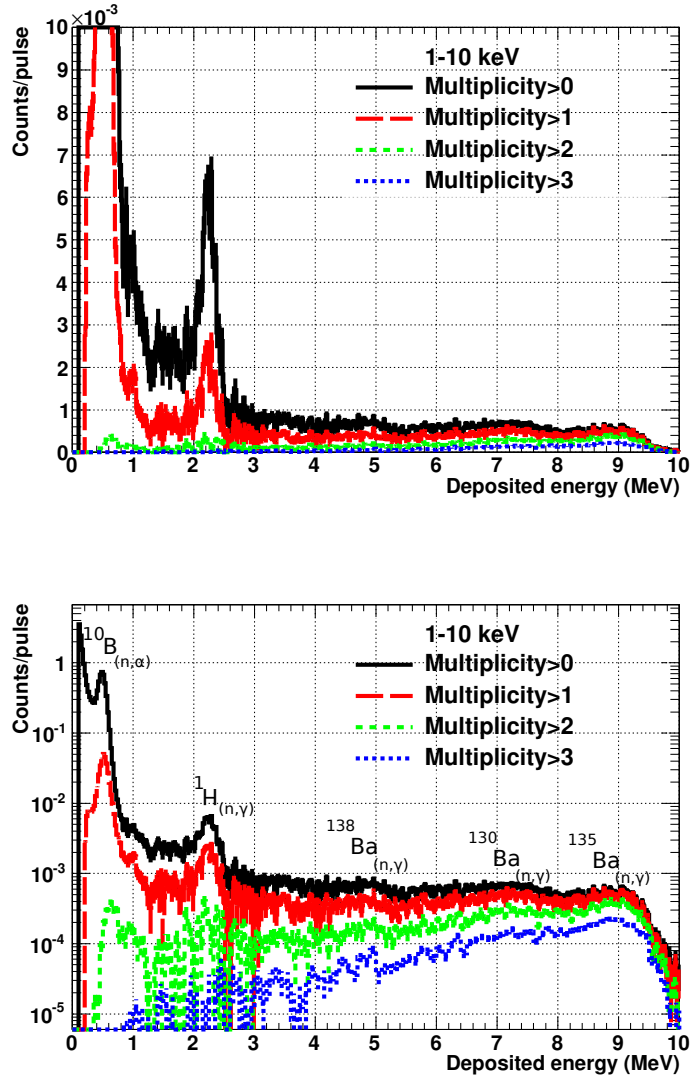 ×10⁻³
10
9
8
7
6
5
4
3
2
1
0
Counts/pulse
1-10 keV
Multiplicity>0
Multiplicity>1
Multiplicity>2
Multiplicity>3
0 1 2 3 4 5 6 7 8 9 10
Deposited energy (MeV)
Counts/pulse
1
10⁻¹
10⁻²
10⁻³
10⁻⁴
10⁻⁵
1-10 keV
Multiplicity>0
Multiplicity>1
Multiplicity>2
Multiplicity>3
¹⁰B(n,α)
¹H(n,γ)
¹³⁸Ba(n,γ)
¹³⁰Ba(n,γ)
¹³⁵Ba(n,γ)
0 1 2 3 4 5 6 7 8 9 10
Deposited energy (MeV)